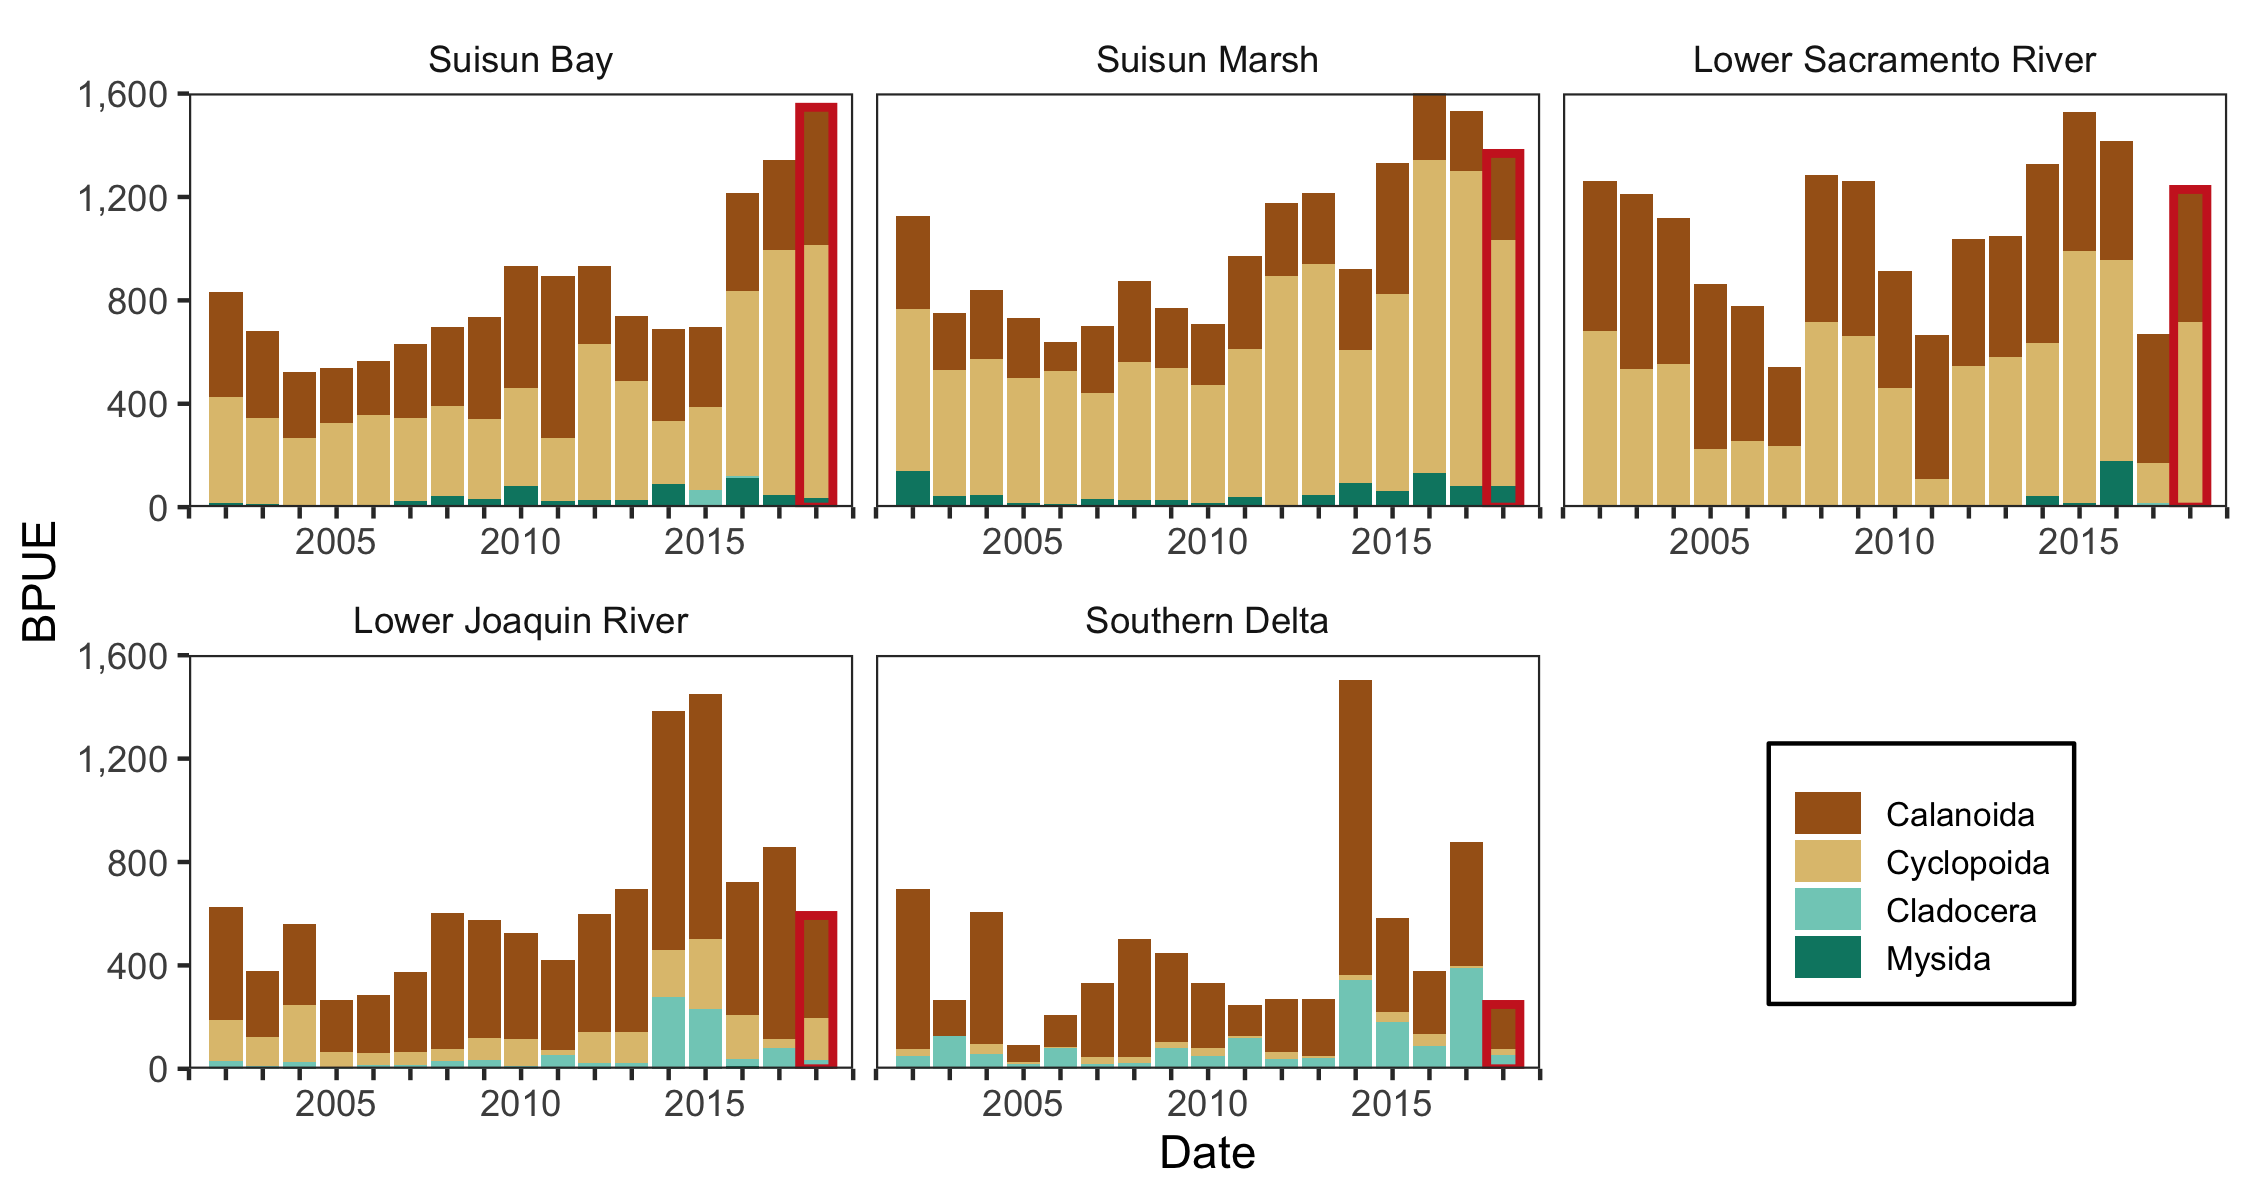 Suisun Bay
Suisun Marsh
Lower Sacramento River
1,600
1,200
800
400
0
2005
2010
2015
2005
2010
2015
2005
2010
2015
BPUE
Lower Joaquin River
Southern Delta
1,600
1,200
800
400
0
2005
2010
2015
2005
2010
2015
Date
Calanoida
Cyclopoida
Cladocera
Mysida